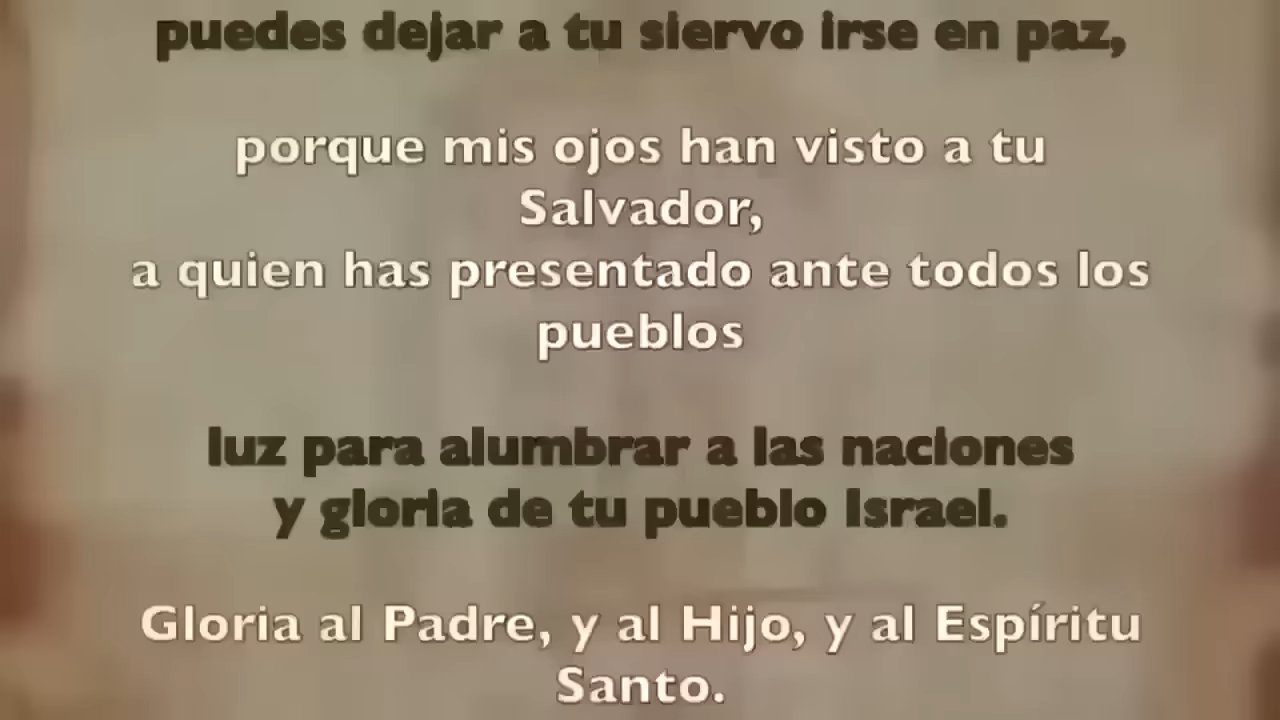 puedes dejar a tu siervo irse en paz,
porque mis ojos han visto a tu
Salvador,
a quien has presentado ante todos los
pueblos
luz para alumbrar a las naciones
y gloria de tu pueblo Israel.
Gloria al Padre, y al Hijo, y al Espíritu
Santo.